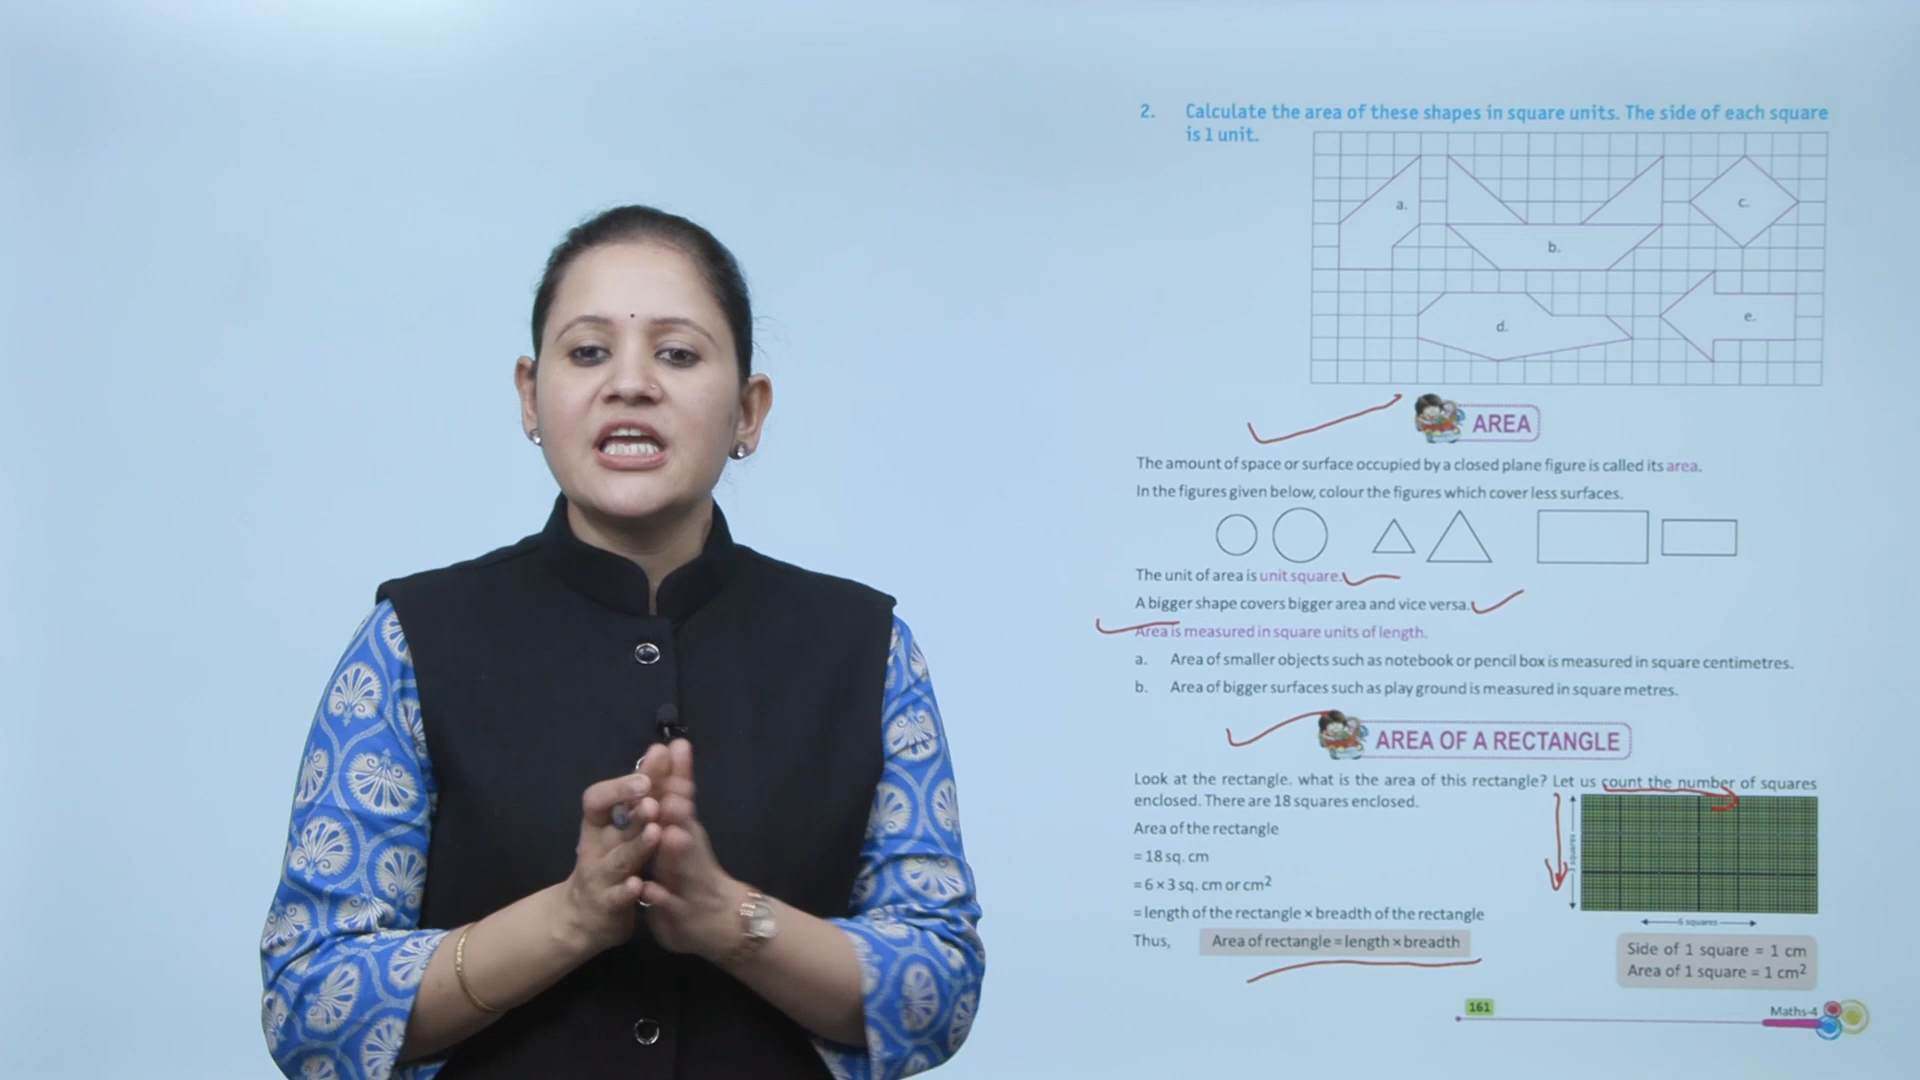 2. Calculate the area of these shapes in square units. The side of each square
is 1 unit.
a.
b.
c.
d.
e.
AREA
The amount of space or surface occupied by a closed plane figure is called its area.
In the figures given below, colour the figures which cover less surfaces.
The unit of area is unit square.
A bigger shape covers bigger area and vice versa.
Area is measured in square units of length.
a. Area of smaller objects such as notebook or pencil box is measured in square centimetres.
b. Area of bigger surfaces such as play ground is measured in square metres.
AREA OF A RECTANGLE
Look at the rectangle. what is the area of this rectangle? Let us count the number of squares
enclosed. There are 18 squares enclosed.
Area of the rectangle
= 18 sq. cm
= 6 × 3 sq. cm or cm²
= length of the rectangle × breadth of the rectangle
Thus, Area of rectangle = length × breadth
squares
6 squares
Side of 1 square = 1 cm
Area of 1 square = 1 cm²
161
Maths-4